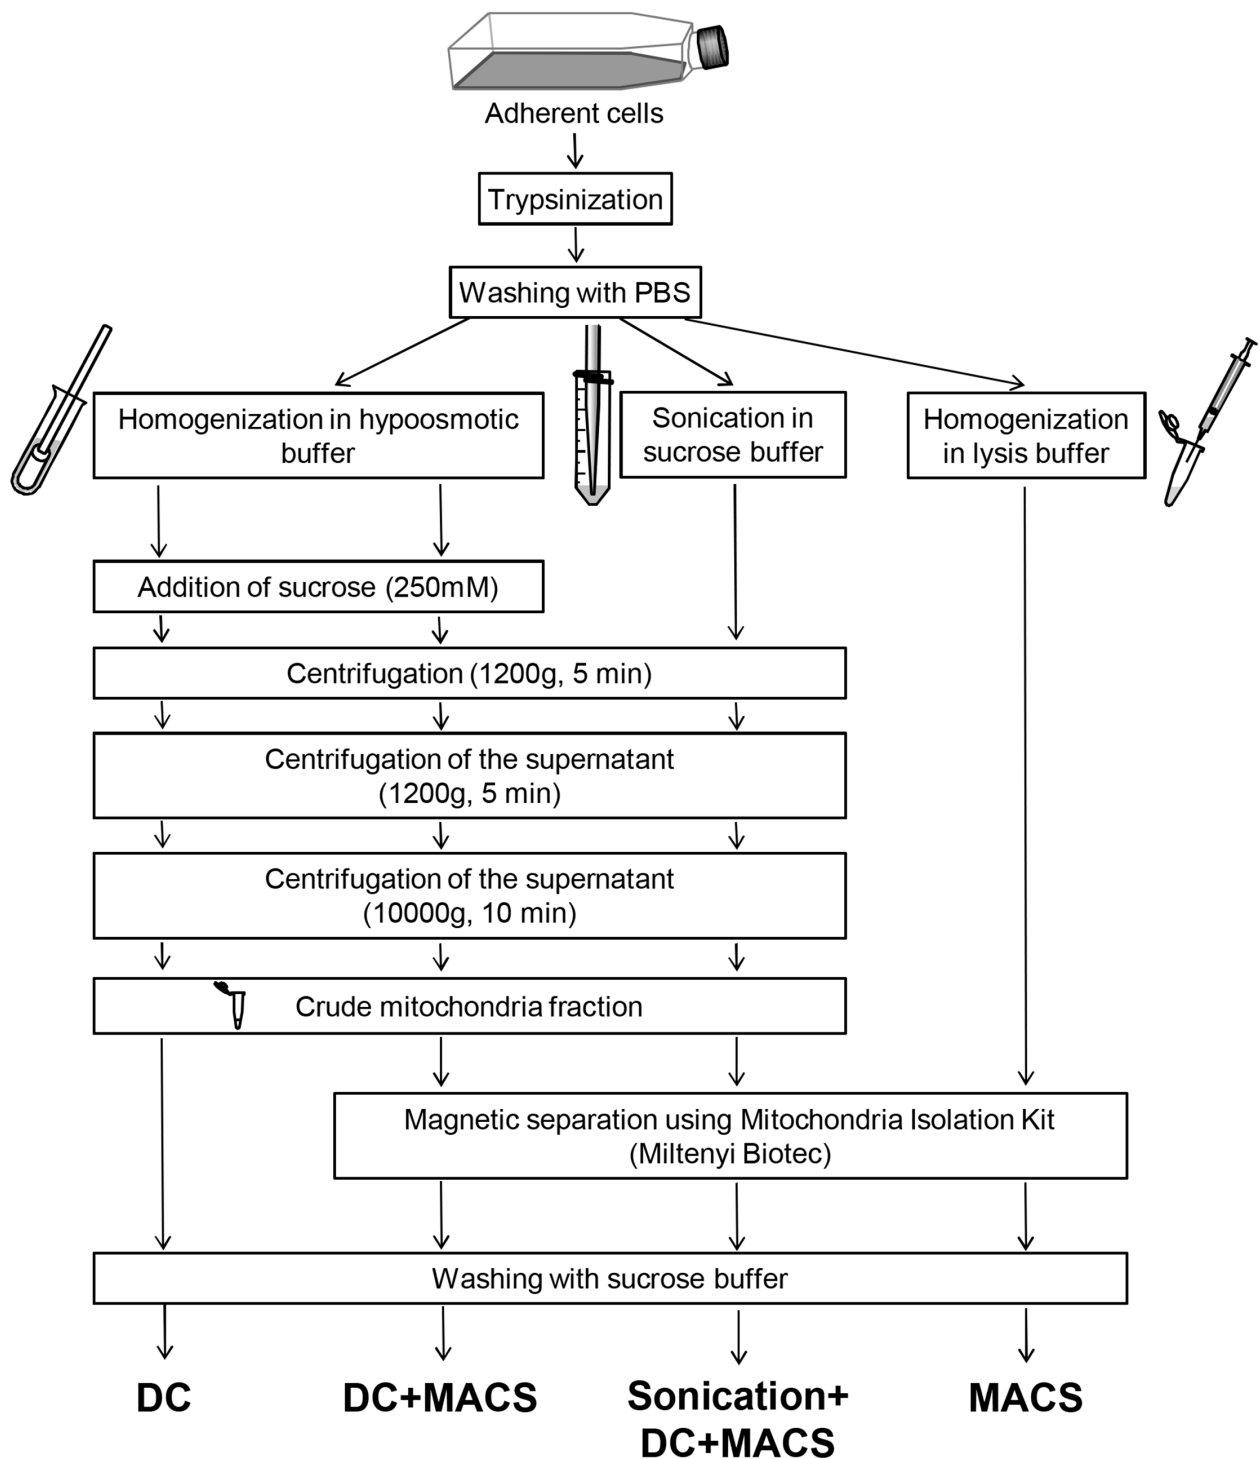 Adherent cells
Trypsinization
Washing with PBS
Homogenization in hypoosmotic
buffer
Sonication in
sucrose buffer
Homogenization
in lysis buffer
Addition of sucrose (250mM)
Centrifugation (1200g, 5 min)
Centrifugation of the supernatant
(1200g, 5 min)
Centrifugation of the supernatant
(10000g, 10 min)
Crude mitochondria fraction
Magnetic separation using Mitochondria Isolation Kit
(Miltenyi Biotec)
Washing with sucrose buffer
DC
DC+MACS
Sonication+
DC+MACS
MACS